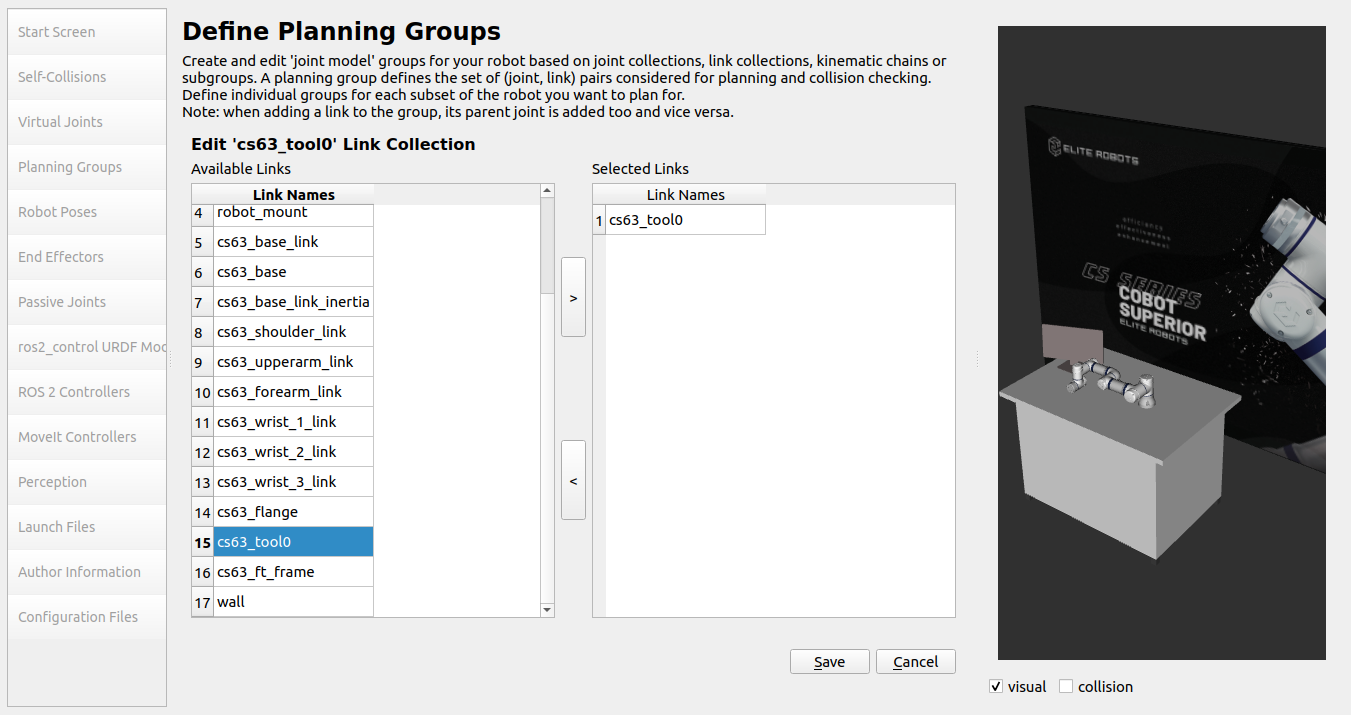 Start Screen
Self-Collisions
Virtual Joints
Planning Groups
Robot Poses
End Effectors
Passive Joints
ros2_control URDF Moc
ROS 2 Controllers
MoveIt Controllers
Perception
Launch Files
Author Information
Configuration Files
Define Planning Groups
Create and edit 'joint model' groups for your robot based on joint collections, link collections, kinematic chains or
subgroups. A planning group defines the set of (joint, link) pairs considered for planning and collision checking.
Define individual groups for each subset of the robot you want to plan for.
Note: when adding a link to the group, its parent joint is added too and vice versa.
Edit 'cs63_tool0' Link Collection
Available Links
Link Names
4 robot_mount
5 cs63_base_link
6 cs63_base
7 cs63_base_link_inertia
8 cs63_shoulder_link
9 cs63_upperarm_link
10 cs63_forearm_link
11 cs63_wrist_1_link
12 cs63_wrist_2_link
13 cs63_wrist_3_link
14 cs63_flange
15 cs63_tool0
16 cs63_ft_frame
17 wall
>
<
Selected Links
Link Names
1 cs63_tool0
Save
Cancel
ELITE ROBOTS
efficiency
effectiveness
enhancement
CS SERIES
COBOT
SUPERIOR
ELITE ROBOTS
visual
collision